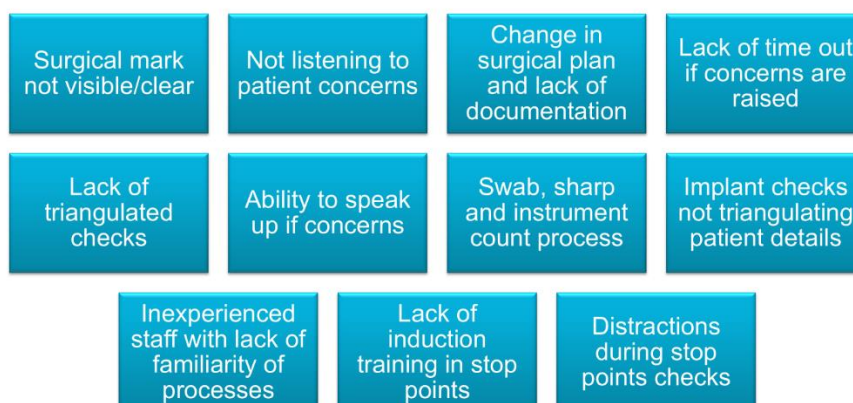 Surgical mark
not visible/clear
Not listening to
patient concerns
Change in
surgical plan
and lack of
documentation
Lack of time out
if concerns are
raised
Lack of
triangulated
checks
Ability to speak
up if concerns
Swab, sharp
and instrument
count process
Implant checks
not triangulating
patient details
Inexperienced
staff with lack of
familiarity of
processes
Lack of
induction
training in stop
points
Distractions
during stop
points checks